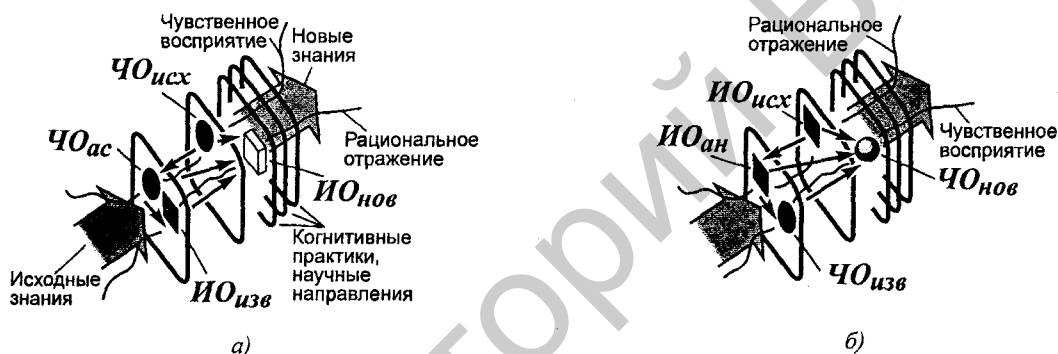 Чувственное
восприятие
Новые
знания
ЧОисх
ЧОас
Рациональное
отражение
ИОнов
Когнитивные
практики,
научные
направления
Исходные
знания
ИОизв
а)
Рациональное
отражение
ИОисх
ИОан
Чувственное
восприятие
ЧОнов
ЧОизв
б)